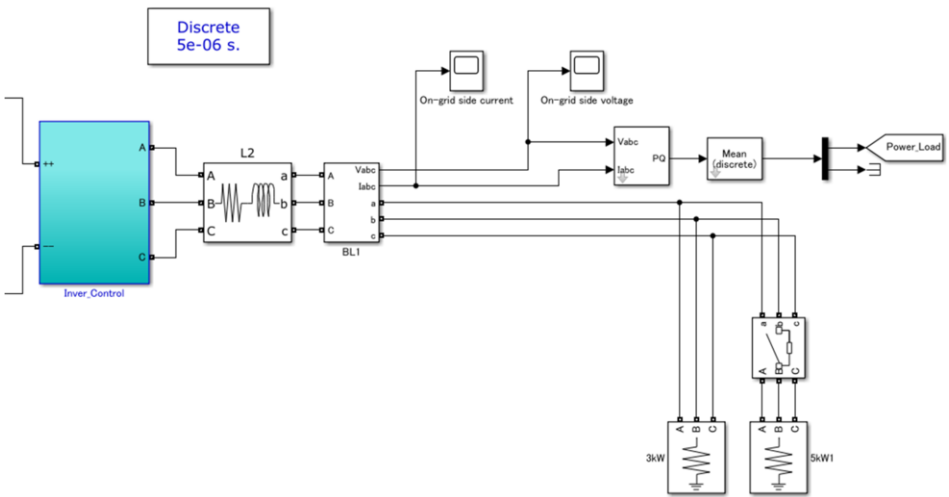 Discrete
5e-06 s.
On-grid side current
On-grid side voltage
Vabc
Iabc
PQ
Mean
(discrete)
Power_Load
++
A
B
C
--
Inver_Control
L2
A
B
C
a
b
c
A
B
C
Vabc
Iabc
a
b
c
BL1
a
b
c
A
B
C
A
B
C
3kW
A
B
C
5kW1